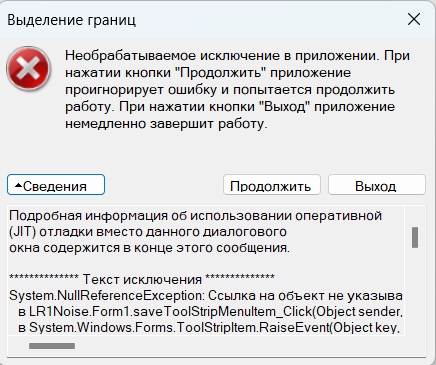 Выделение границ
Необрабатываемое исключение в приложении. При
нажатии кнопки "Продолжить" приложение
проигнорирует ошибку и попытается продолжить
работу. При нажатии кнопки "Выход" приложение
немедленно завершит работу.
Сведения
Продолжить
Выход
Подробная информация об использовании оперативной
(JIT) отладки вместо данного диалогового
окна содержится в конце этого сообщения.
************** Текст исключения **************
System.NullReferenceException: Ссылка на объект не указыва
в LR1Noise.Form1.saveToolStripMenuItem_Click(Object sender,
в System.Windows.Forms.ToolStripItem.RaiseEvent(Object key,